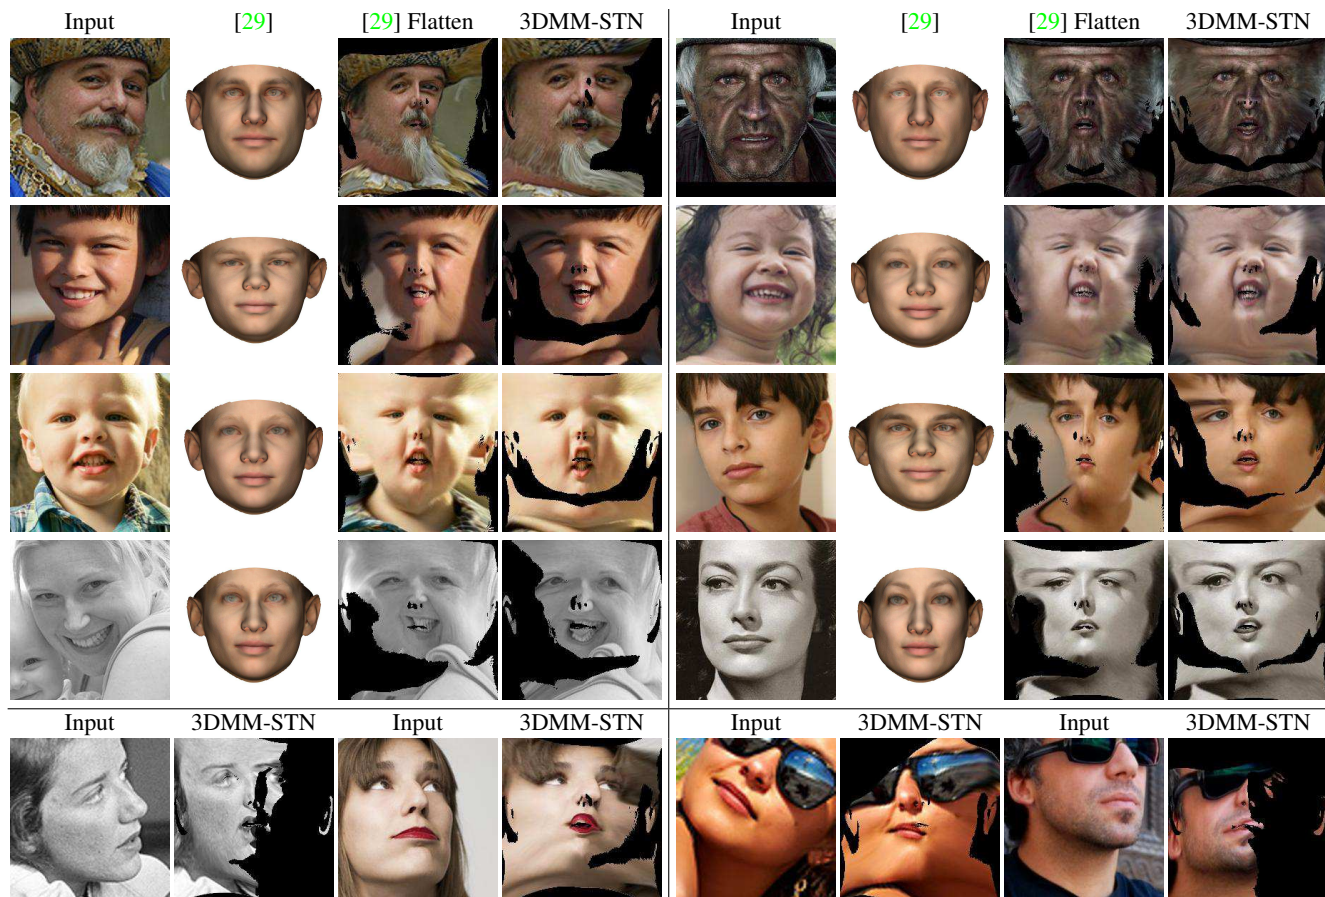 Input [29] [29] Flatten 3DMM-STN Input [29] [29] Flatten 3DMM-STN
Input 3DMM-STN Input 3DMM-STN Input 3DMM-STN Input 3DMM-STN